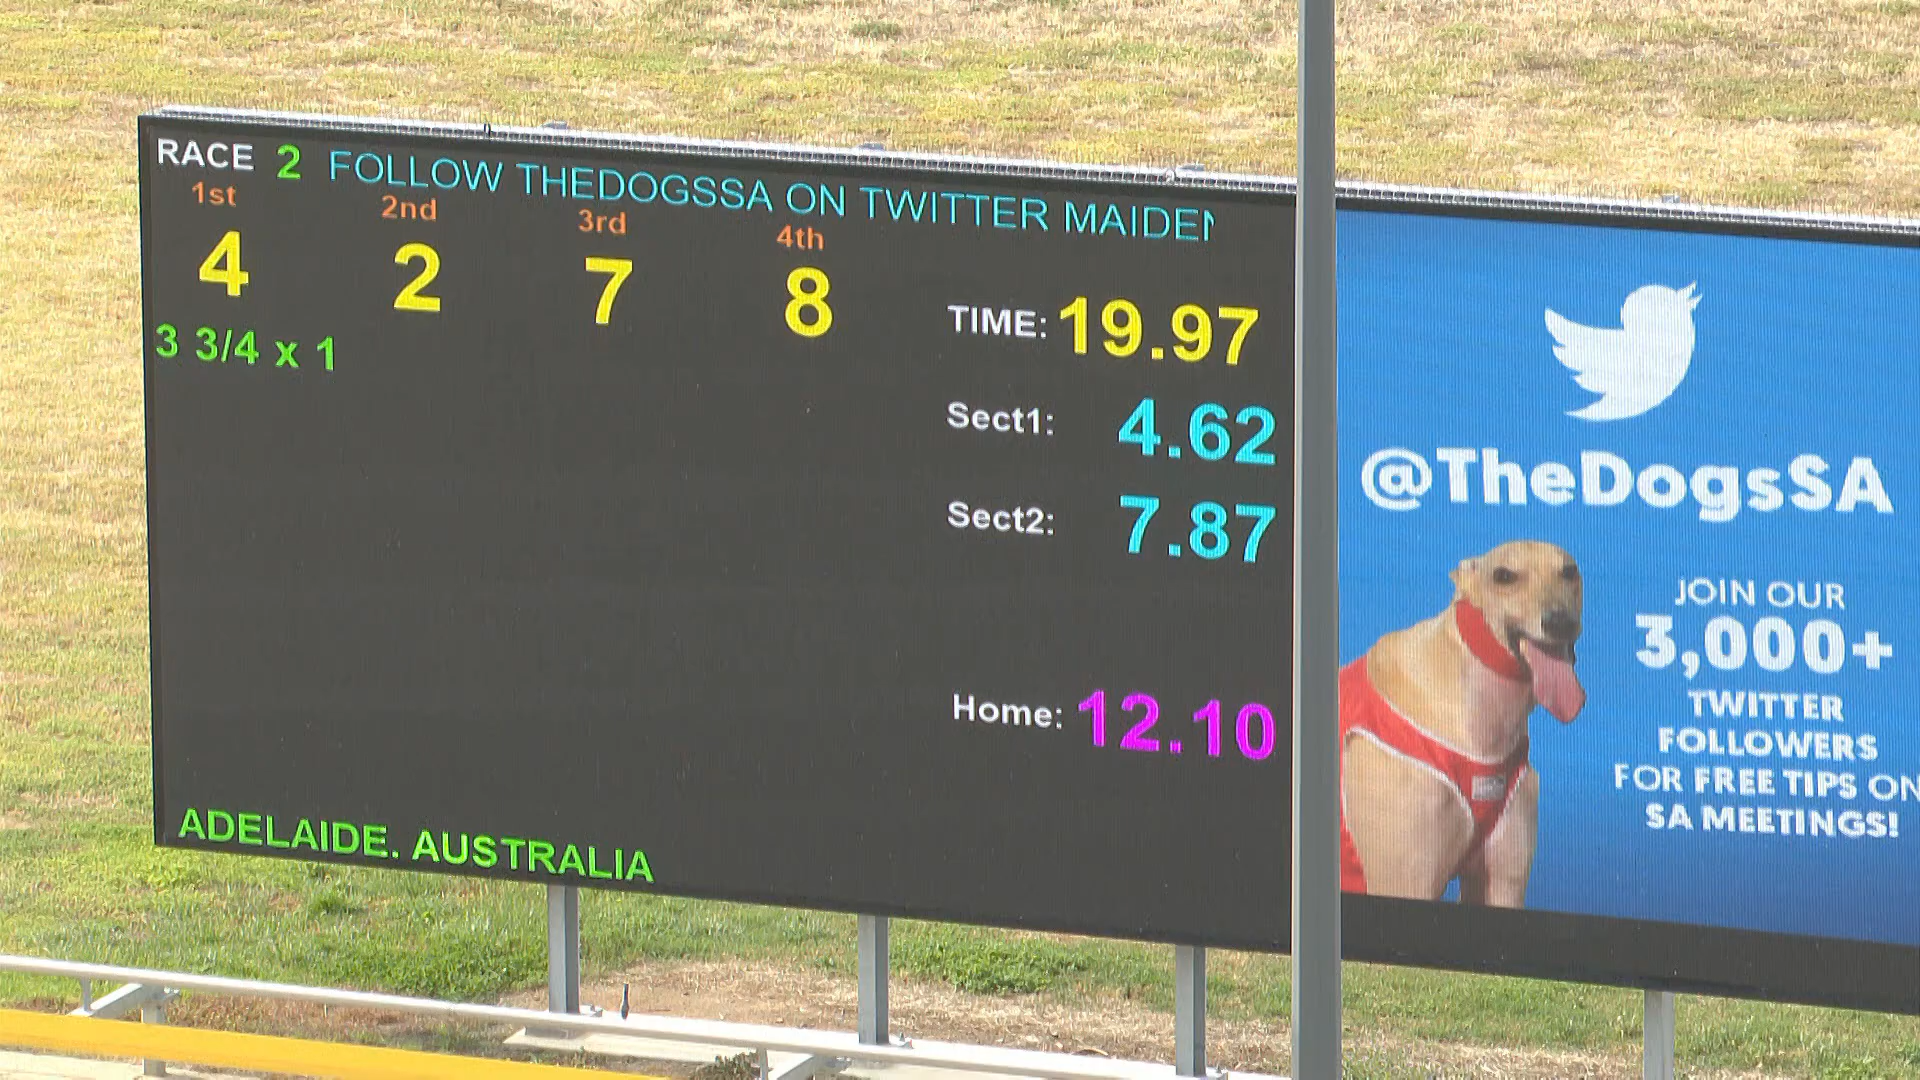 RACE 2 FOLLOW THEDOGSSA ON TWITTER MAIDEN
1st 2nd 3rd 4th
4 2 7 8
3 3/4 x 1
TIME: 19.97
Sect1: 4.62
Sect2: 7.87
Home: 12.10
ADELAIDE. AUSTRALIA
@TheDogsSA
JOIN OUR
3,000+
TWITTER
FOLLOWERS
FOR FREE TIPS ON
SA MEETINGS!